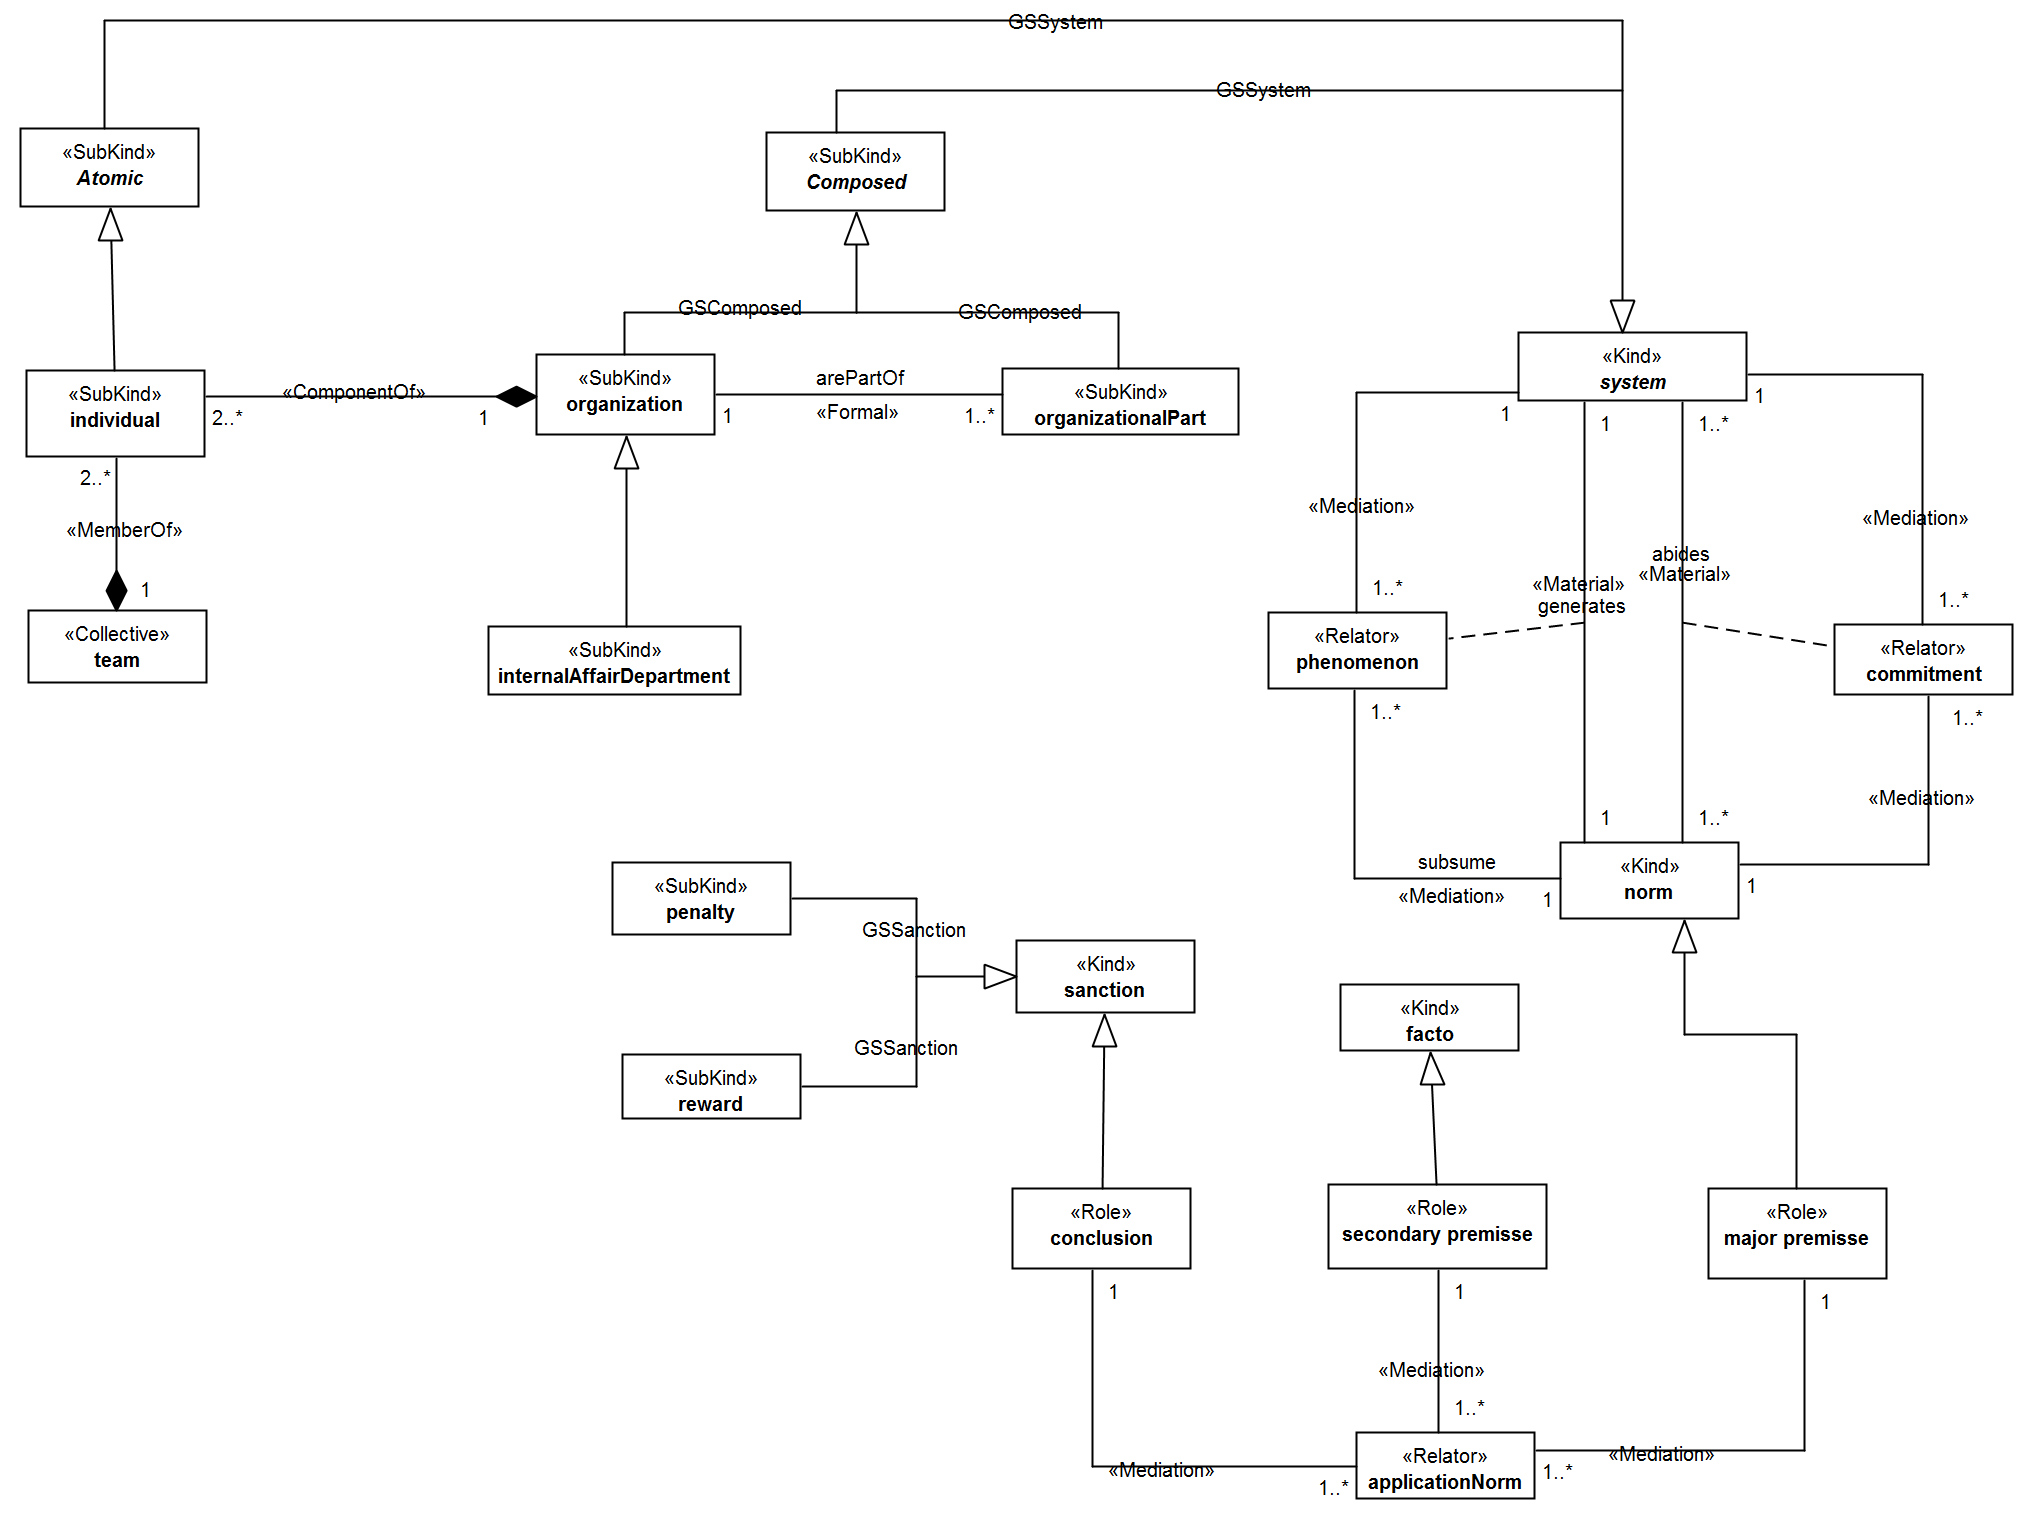 GSSystem
GSSystem
«SubKind»
Atomic
«SubKind»
Composed
GSComposed
GSComposed
«Kind»
system
«SubKind»
individual
«ComponentOf»
2..*
1
«SubKind»
organization
arePartOf
«Formal»
1
1..*
«SubKind»
organizationalPart
1
1
1..*
1
2..*
«MemberOf»
1
«Collective»
team
«SubKind»
internalAffairDepartment
«Mediation»
«Mediation»
abides
«Material»
«Material»
generates
1..*
1..*
«Relator»
phenomenon
«Relator»
commitment
1..*
1..*
«Mediation»
1
1..*
subsume
«Mediation»
1
«Kind»
norm
1
«SubKind»
penalty
GSSanction
«Kind»
sanction
GSSanction
«SubKind»
reward
«Kind»
facto
«Role»
conclusion
«Role»
secondary premisse
«Role»
major premisse
1
1
1
«Mediation»
1..*
«Mediation»
1..*
«Relator»
applicationNorm
1..*
«Mediation»